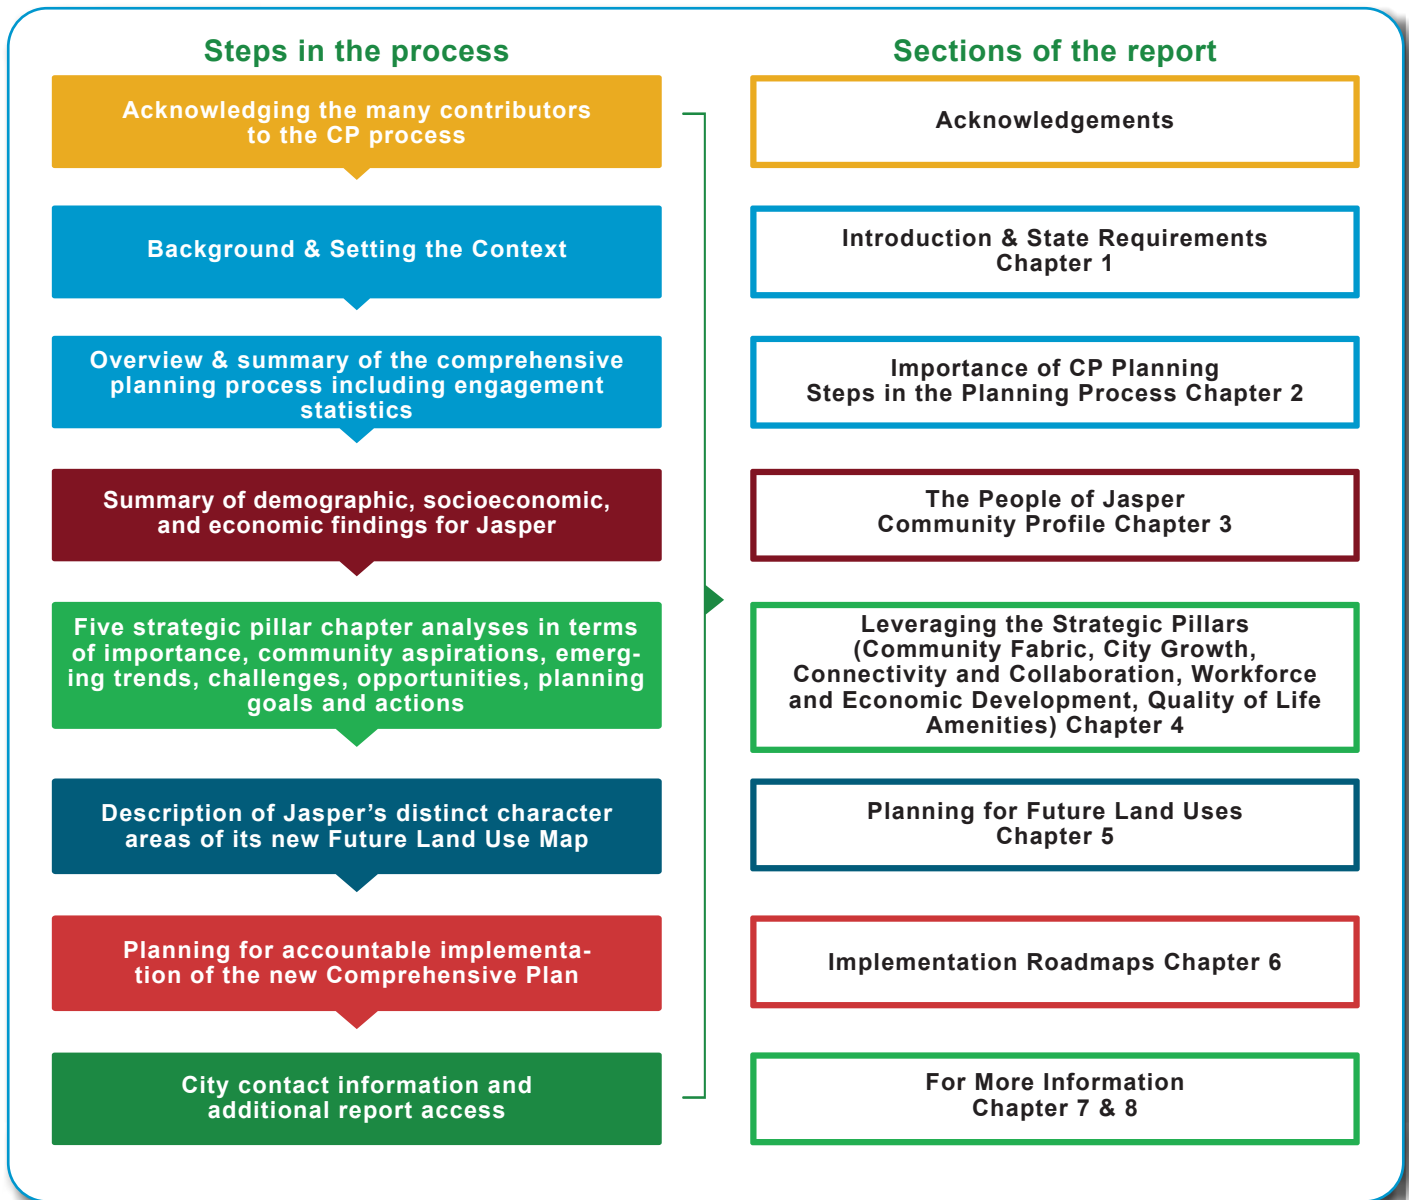 Steps in the process
Acknowledging the many contributors
to the CP process
Background & Setting the Context
Overview & summary of the comprehensive
planning process including engagement
statistics
Summary of demographic, socioeconomic,
and economic findings for Jasper
Five strategic pillar chapter analyses in terms
of importance, community aspirations, emerg-
ing trends, challenges, opportunities, planning
goals and actions
Description of Jasper’s distinct character
areas of its new Future Land Use Map
Planning for accountable implementa-
tion of the new Comprehensive Plan
City contact information and
additional report access
Sections of the report
Acknowledgements
Introduction & State Requirements
Chapter 1
Importance of CP Planning
Steps in the Planning Process Chapter 2
The People of Jasper
Community Profile Chapter 3
Leveraging the Strategic Pillars
(Community Fabric, City Growth,
Connectivity and Collaboration, Workforce
and Economic Development, Quality of Life
Amenities) Chapter 4
Planning for Future Land Uses
Chapter 5
Implementation Roadmaps Chapter 6
For More Information
Chapter 7 & 8